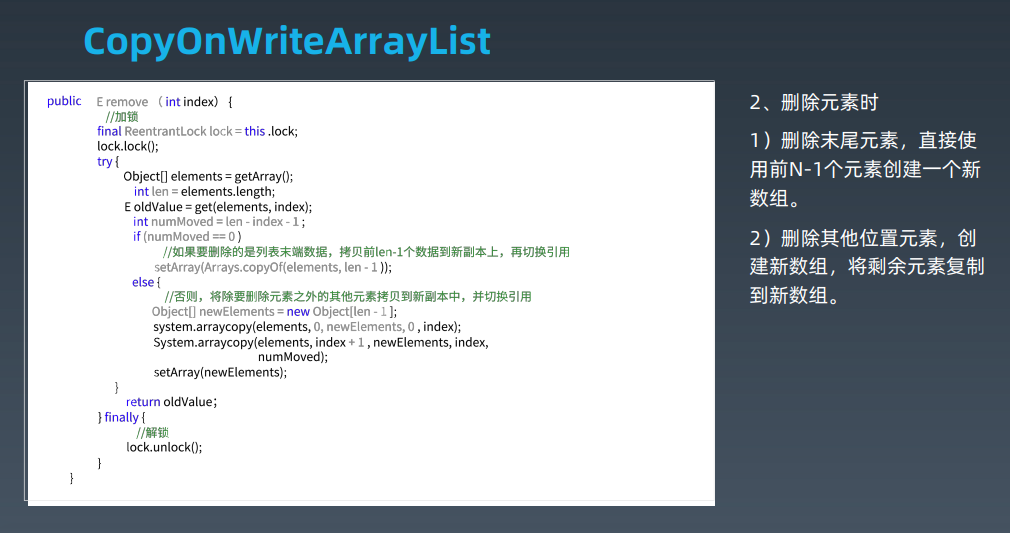 CopyOnWriteArrayList
public E remove （ int index） {
//加锁
final ReentrantLock lock = this .lock;
lock.lock();
try {
Object[] elements = getArray();
int len = elements.length;
E oldValue = get(elements, index);
int numMoved = len - index - 1 ;
if (numMoved == 0 )
//如果要删除的是列表末端数据，拷贝前len-1个数据到新副本上，再切换引用
setArray(Arrays.copyOf(elements, len - 1 ));
else {
//否则，将除要删除元素之外的其他元素拷贝到新副本中，并切换引用
Object[] newElements = new Object[len - 1 ];
system.arraycopy(elements, 0, newElements, 0 , index);
System.arraycopy(elements, index + 1 , newElements, index,
numMoved);
setArray(newElements);
}
return oldValue；
} finally {
//解锁
lock.unlock();
}
}
2、删除元素时
1）删除末尾元素，直接使
用前N-1个元素创建一个新
数组。
2）删除其他位置元素，创
建新数组，将剩余元素复制
到新数组。